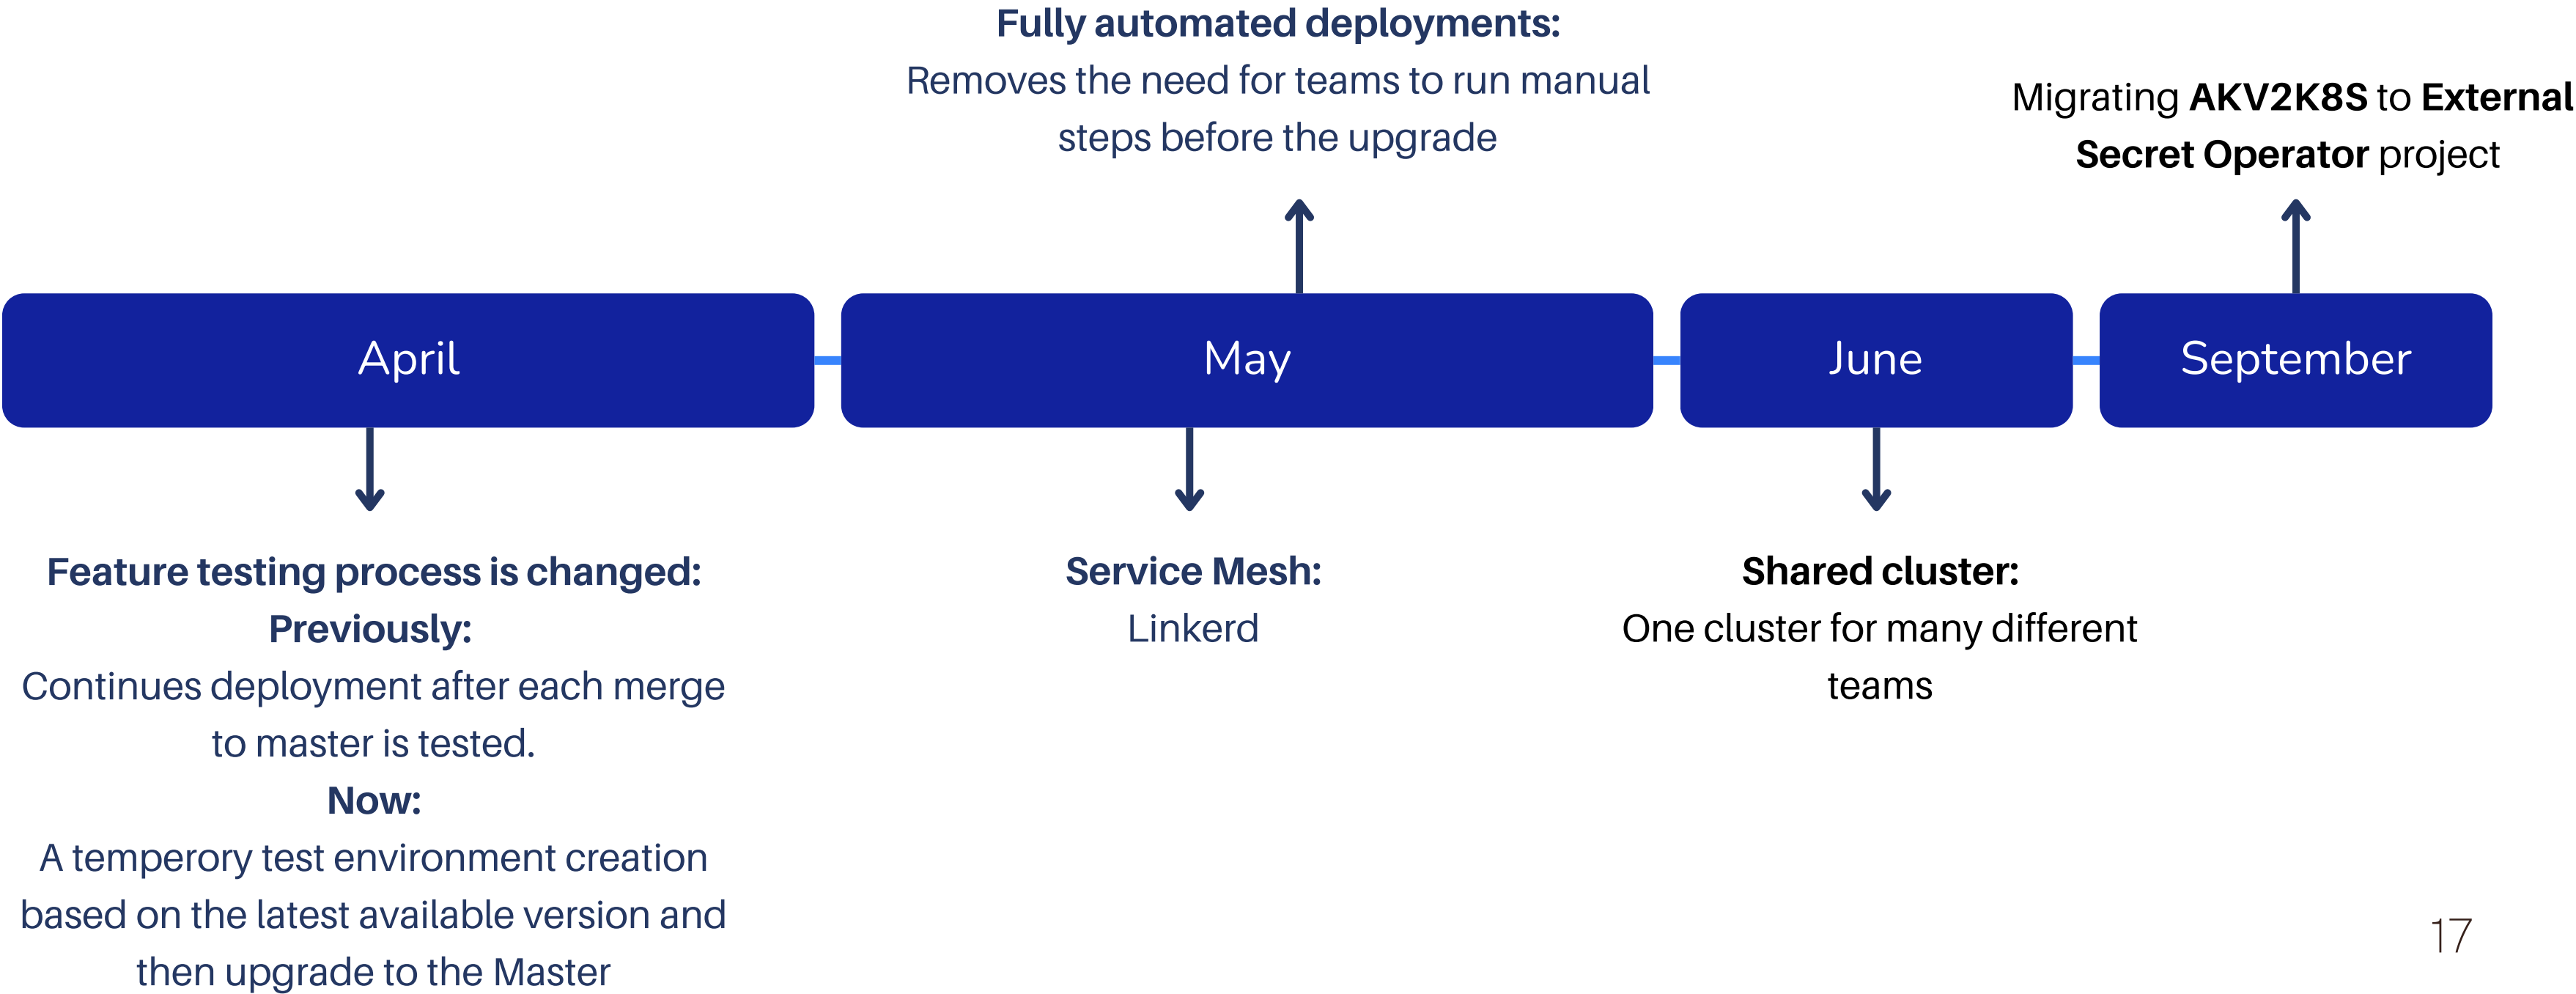 Fully automated deployments:
Removes the need for teams to run manual
steps before the upgrade
Migrating AKV2K8S to External
Secret Operator project
April
May
June
September
Feature testing process is changed:
Previously:
Continues deployment after each merge
to master is tested.
Now:
A temperory test environment creation
based on the latest available version and
then upgrade to the Master
Service Mesh:
Linkerd
Shared cluster:
One cluster for many different
teams
17